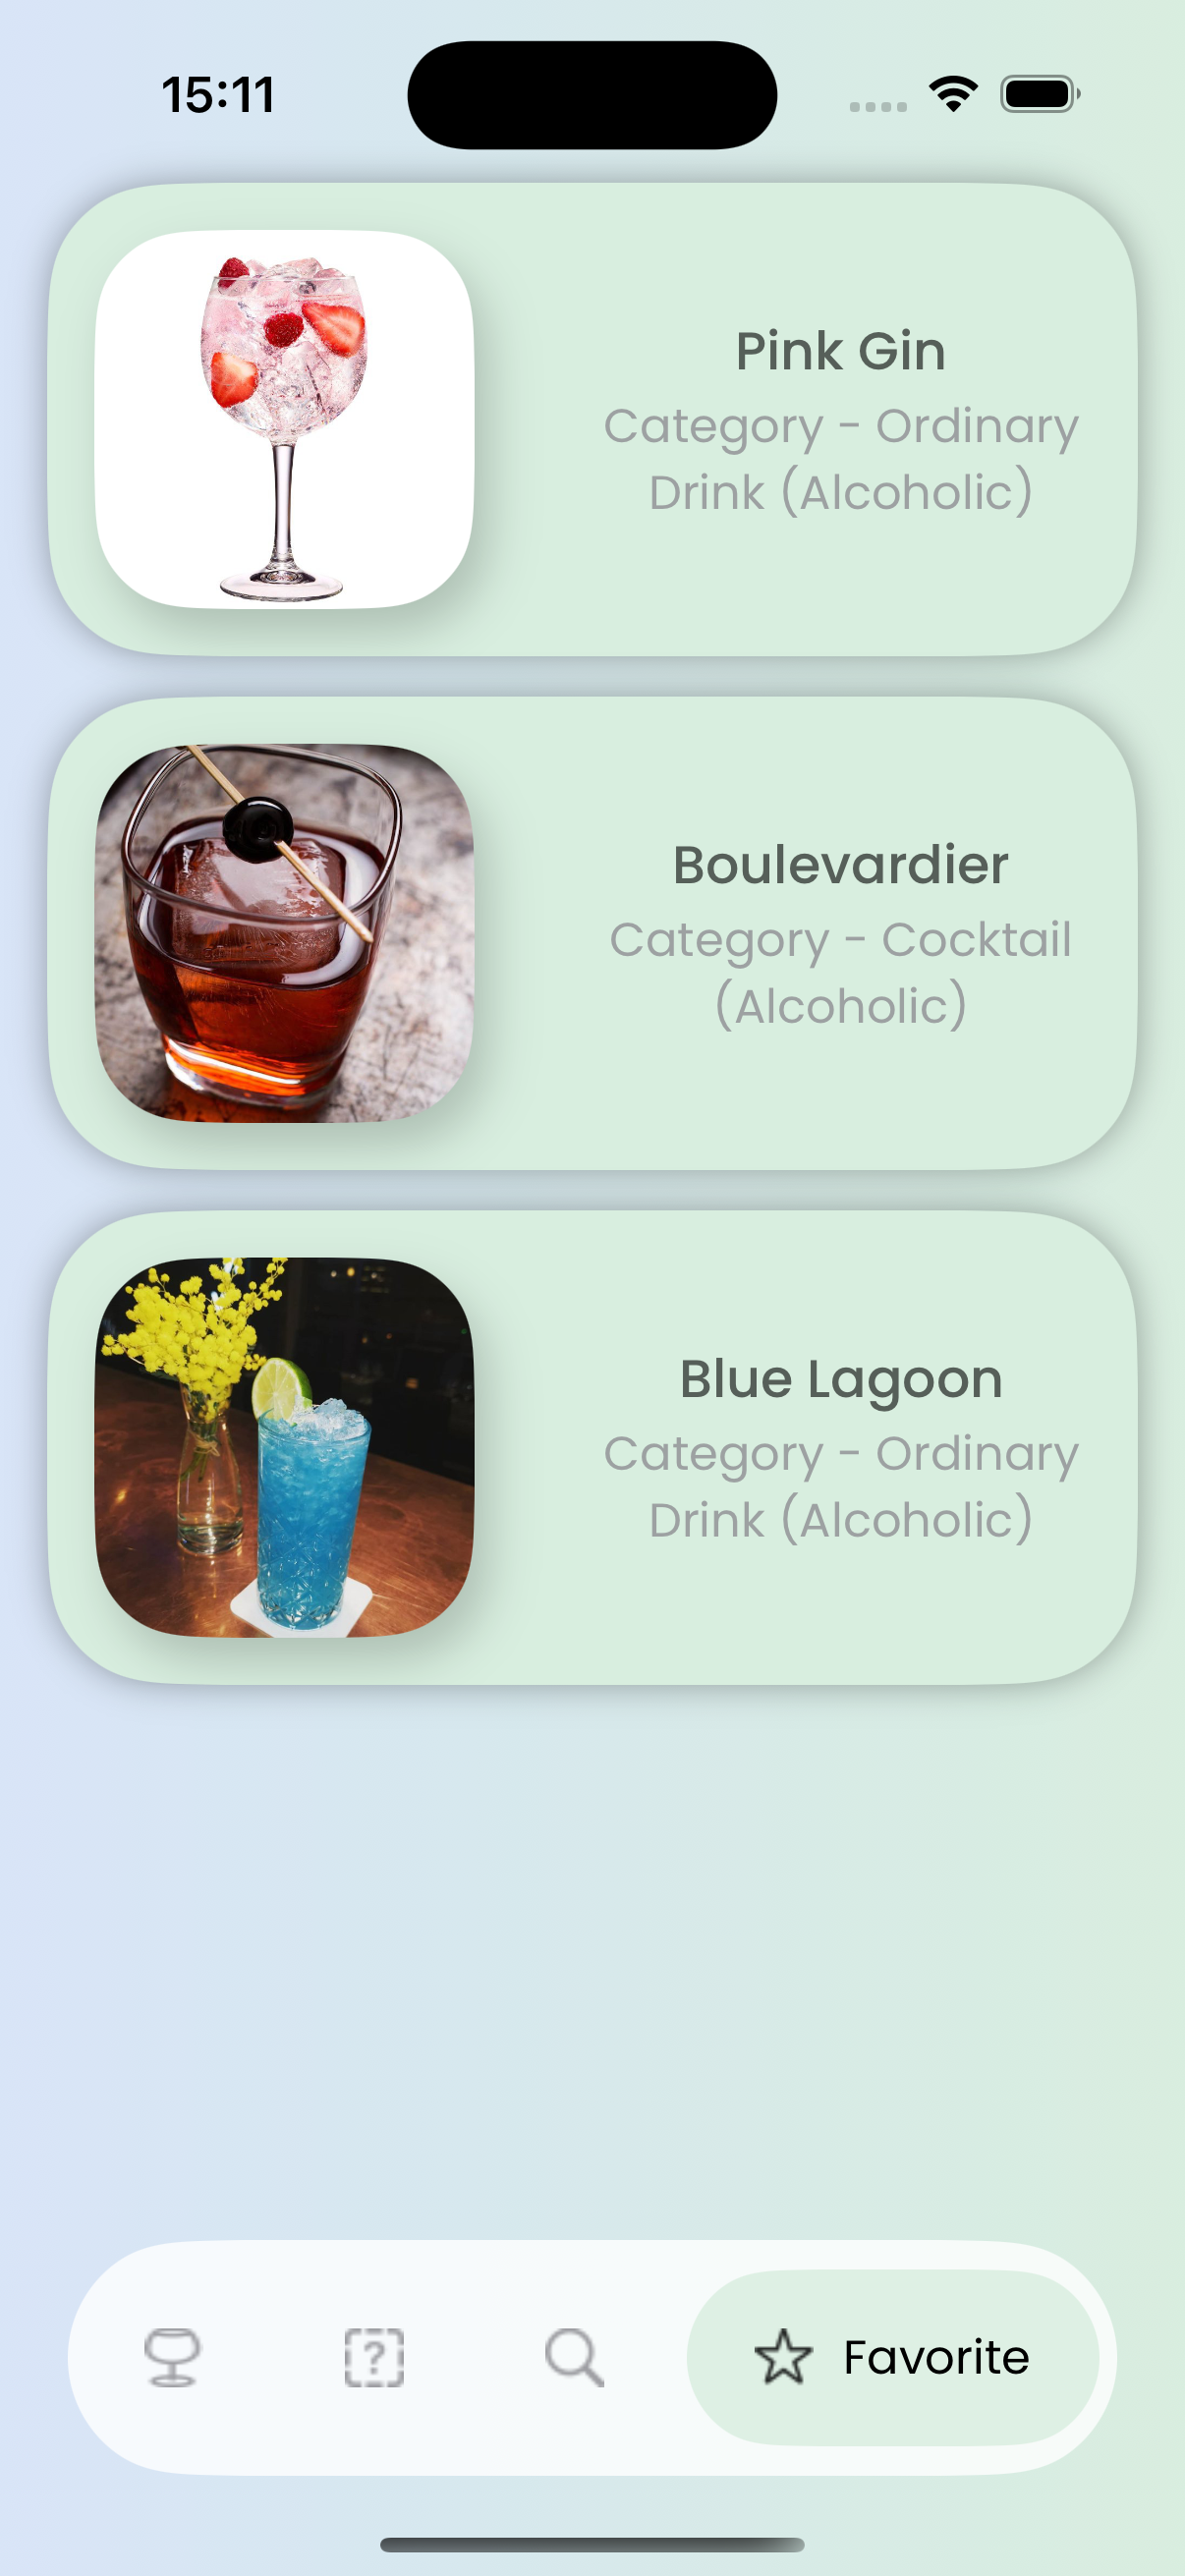 15:11
Pink Gin
Category - Ordinary
Drink (Alcoholic)
Boulevardier
Category - Cocktail
(Alcoholic)
Blue Lagoon
Category - Ordinary
Drink (Alcoholic)
?
Favorite